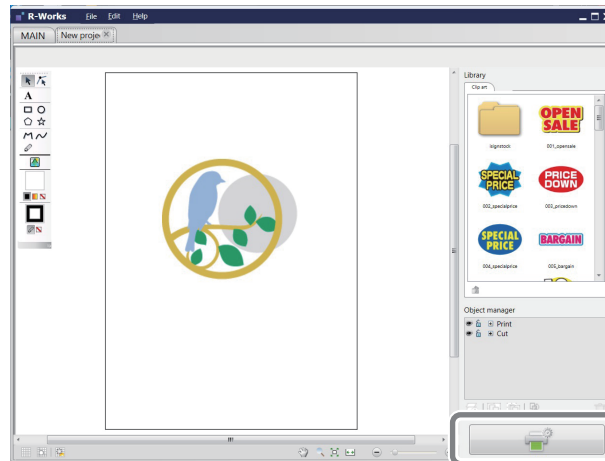 R-Works File Edit Help
MAIN New proje
Library
Clip art
OPEN SALE
001_opensale
SPECIAL PRICE
002_specialprice
PRICE DOWN
003_pricedown
SPECIAL PRICE
004_specialprice
BARGAIN
005_bargain
A
Object manager
Print
Cut